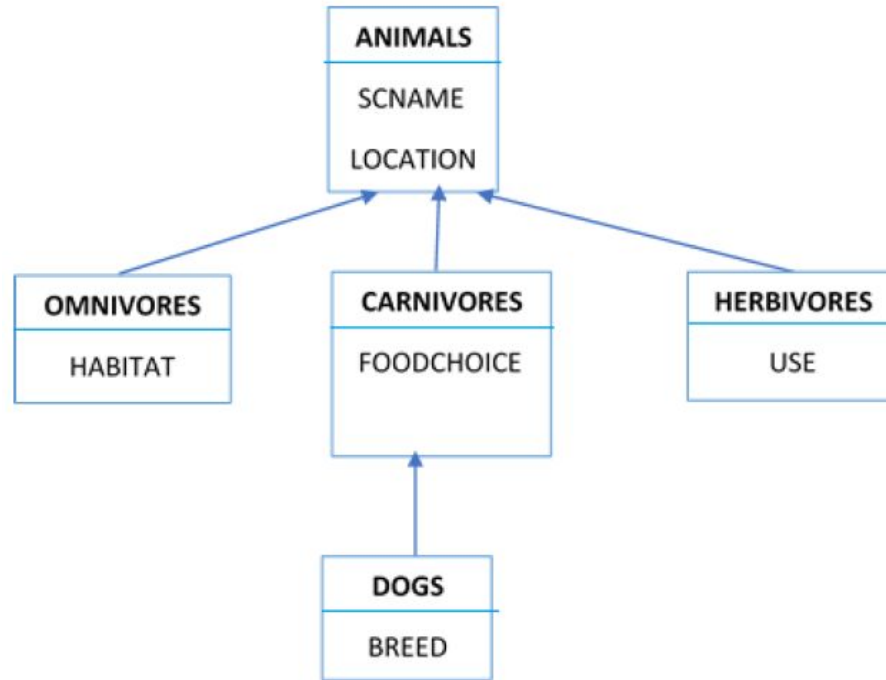 ANIMALS
SCNAME
LOCATION
OMNIVORES
HABITAT
CARNIVORES
FOODCHOICE
HERBIVORES
USE
DOGS
BREED